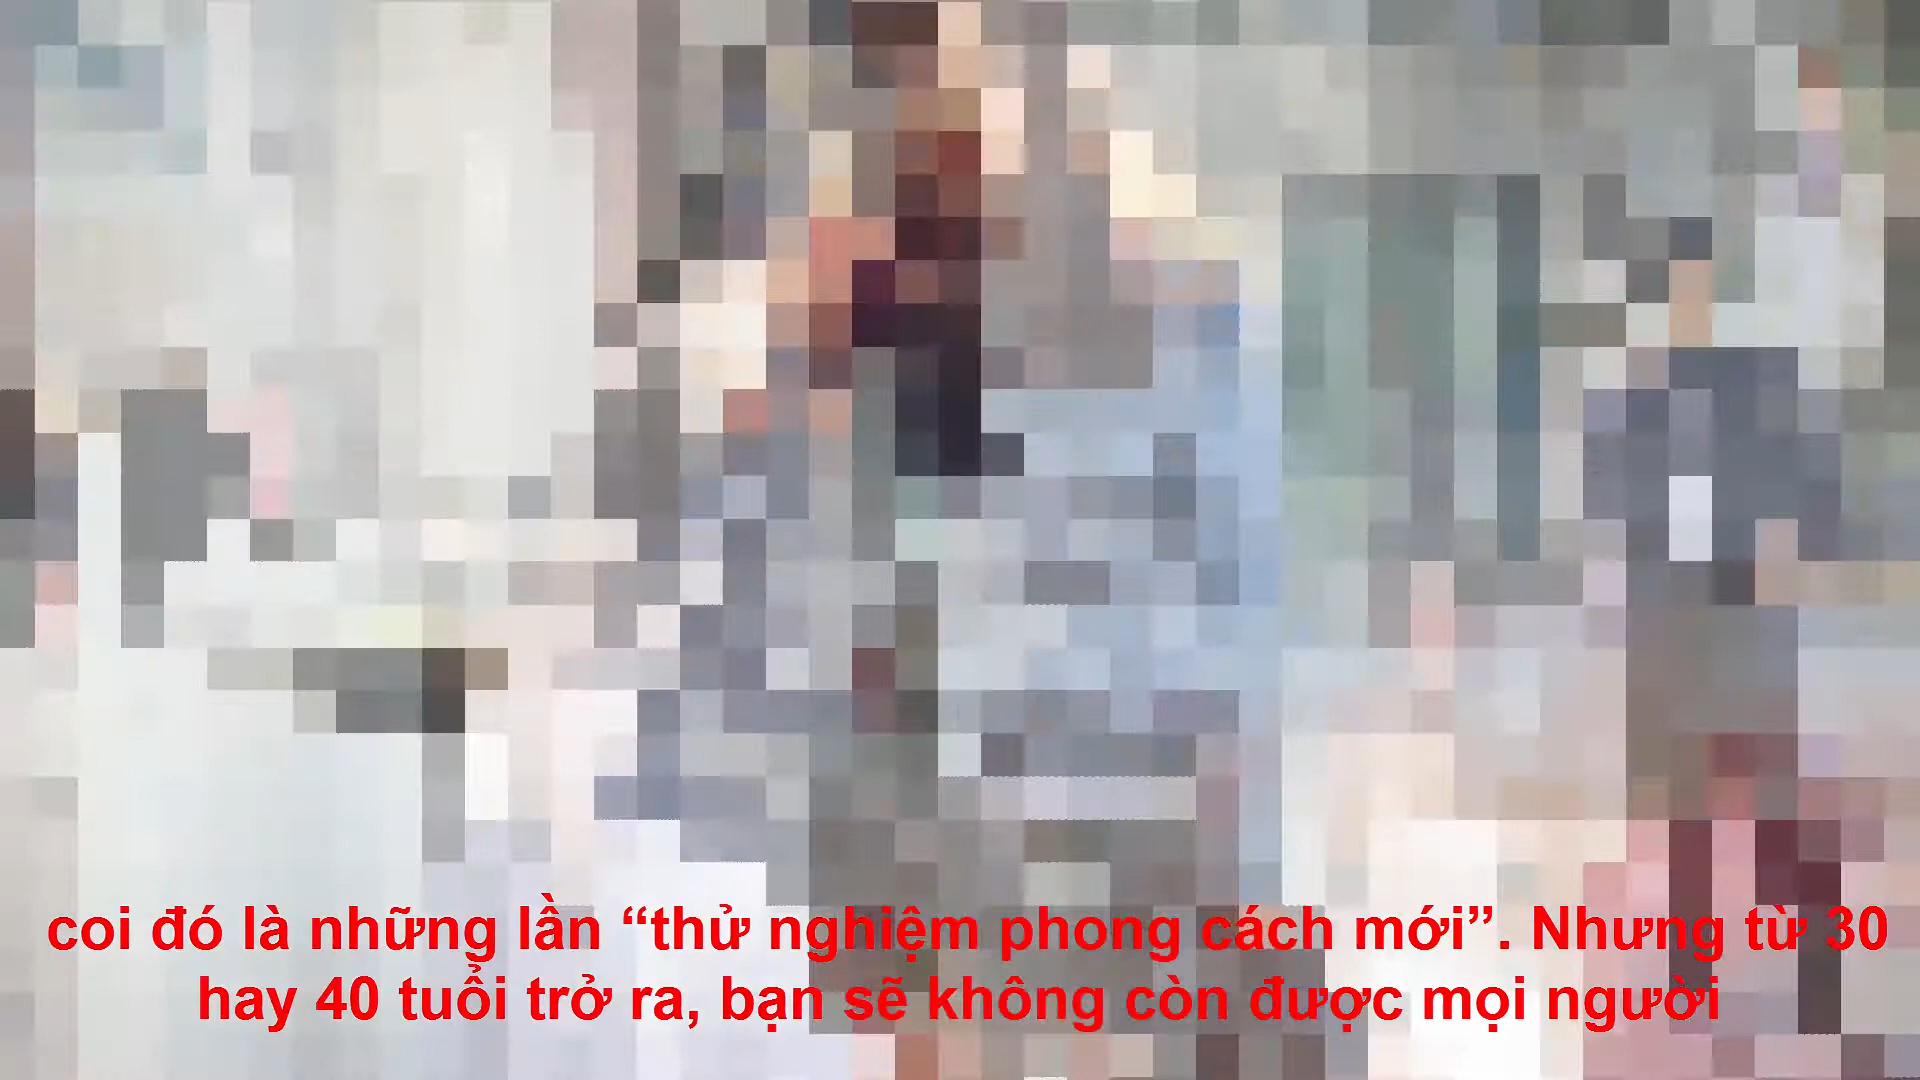 coi đó là những lần “thử nghiệm phong cách mới”. Nhưng từ 30
hay 40 tuổi trở ra, bạn sẽ không còn được mọi người